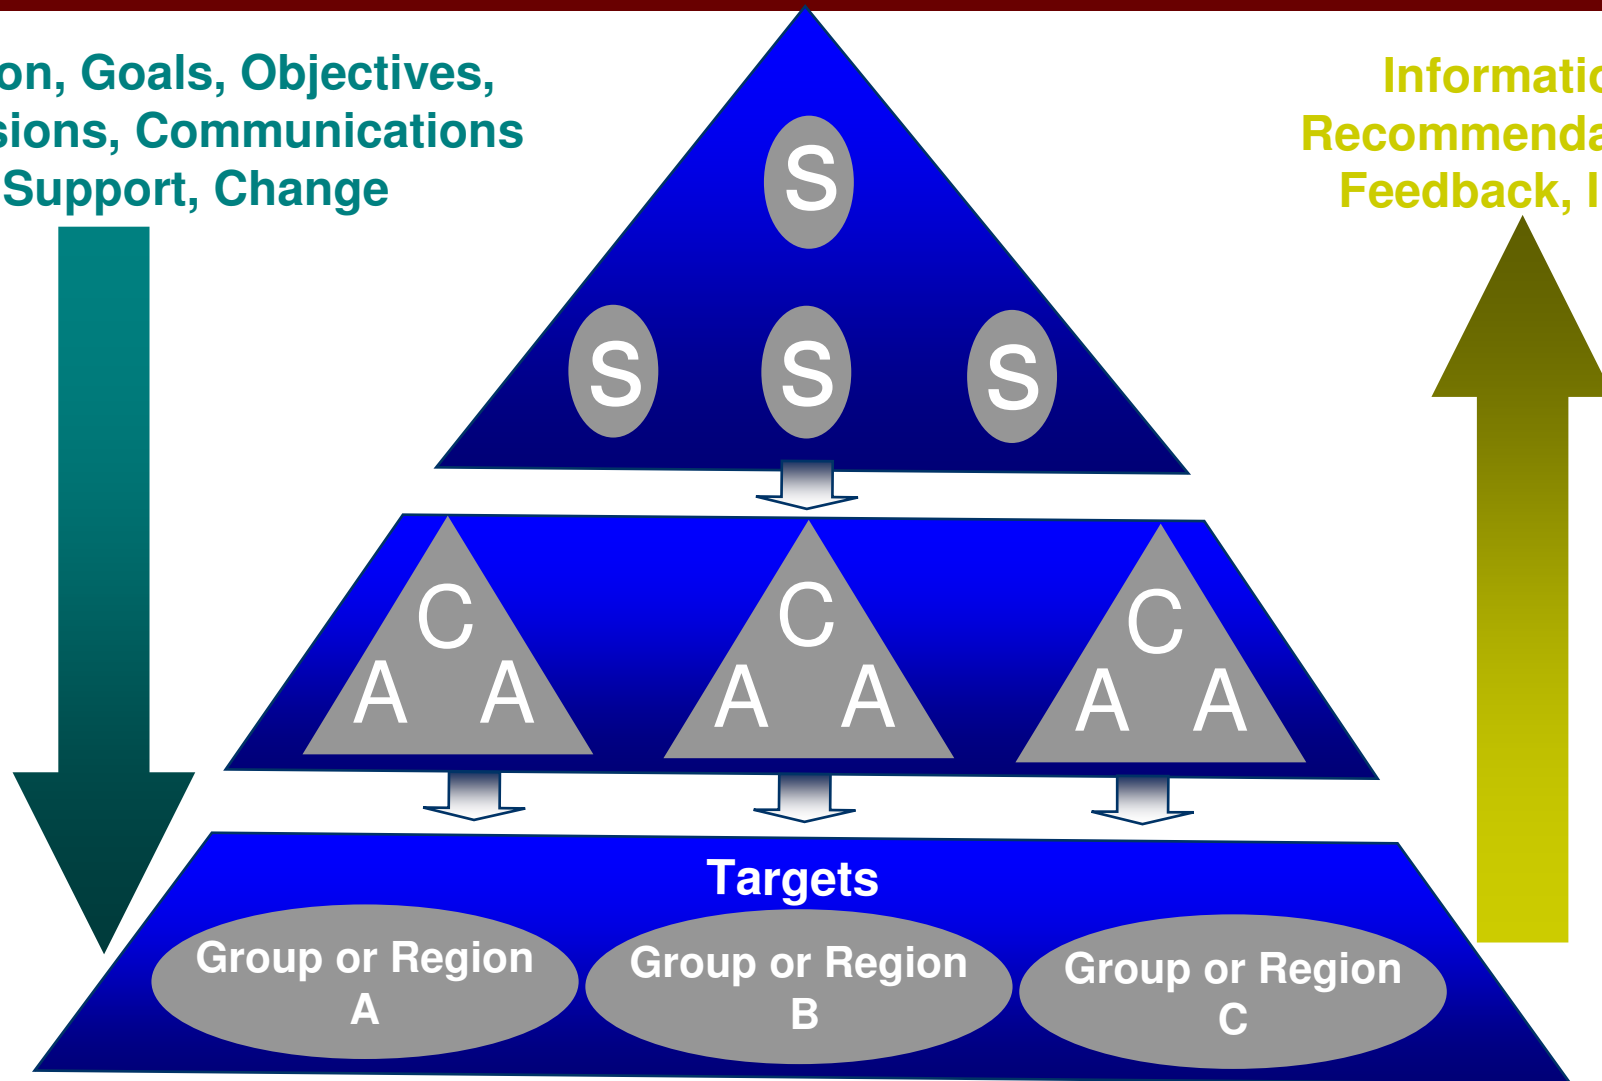 on, Goals, Objectives,
sions, Communications
Support, Change
Informatio
Recommenda
Feedback, I
S
S S S
C C C
A A A A A A
Targets
Group or Region
A
Group or Region
B
Group or Region
C